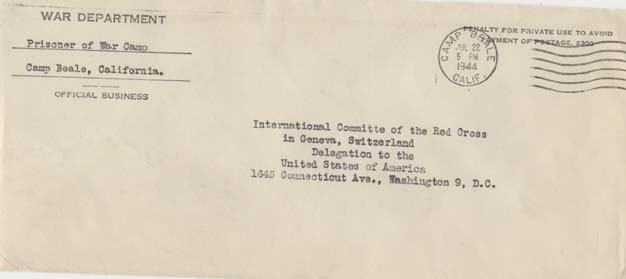 WAR DEPARTMENT
Prisoner of War Camp
Camp Beale, California.
OFFICIAL BUSINESS
PENALTY FOR PRIVATE USE TO AVOID
PAYMENT OF POSTAGE, $300
CAMP BEALE
JUL 22
5 PM
1944
CALIF.
International Committe of the Red Cross
in Geneva, Switzerland
Delegation to the
United States of America
1645 Connecticut Ave., Washington 9, D.C.